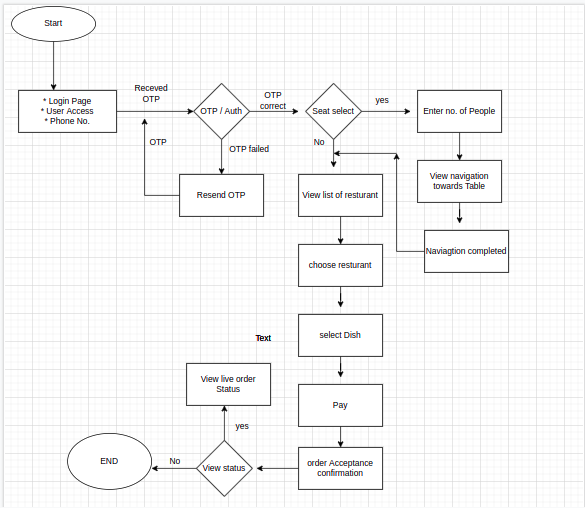 Start
* Login Page
* User Access
* Phone No.
Receved
OTP
OTP / Auth
OTP
correct
Seat select
yes
Enter no. of People
OTP
OTP failed
No
Resend OTP
View list of resturant
View navigation
towards Table
Naviagtion completed
choose resturant
Text
select Dish
View live order
Status
Pay
yes
END
No
View status
order Acceptance
confirmation